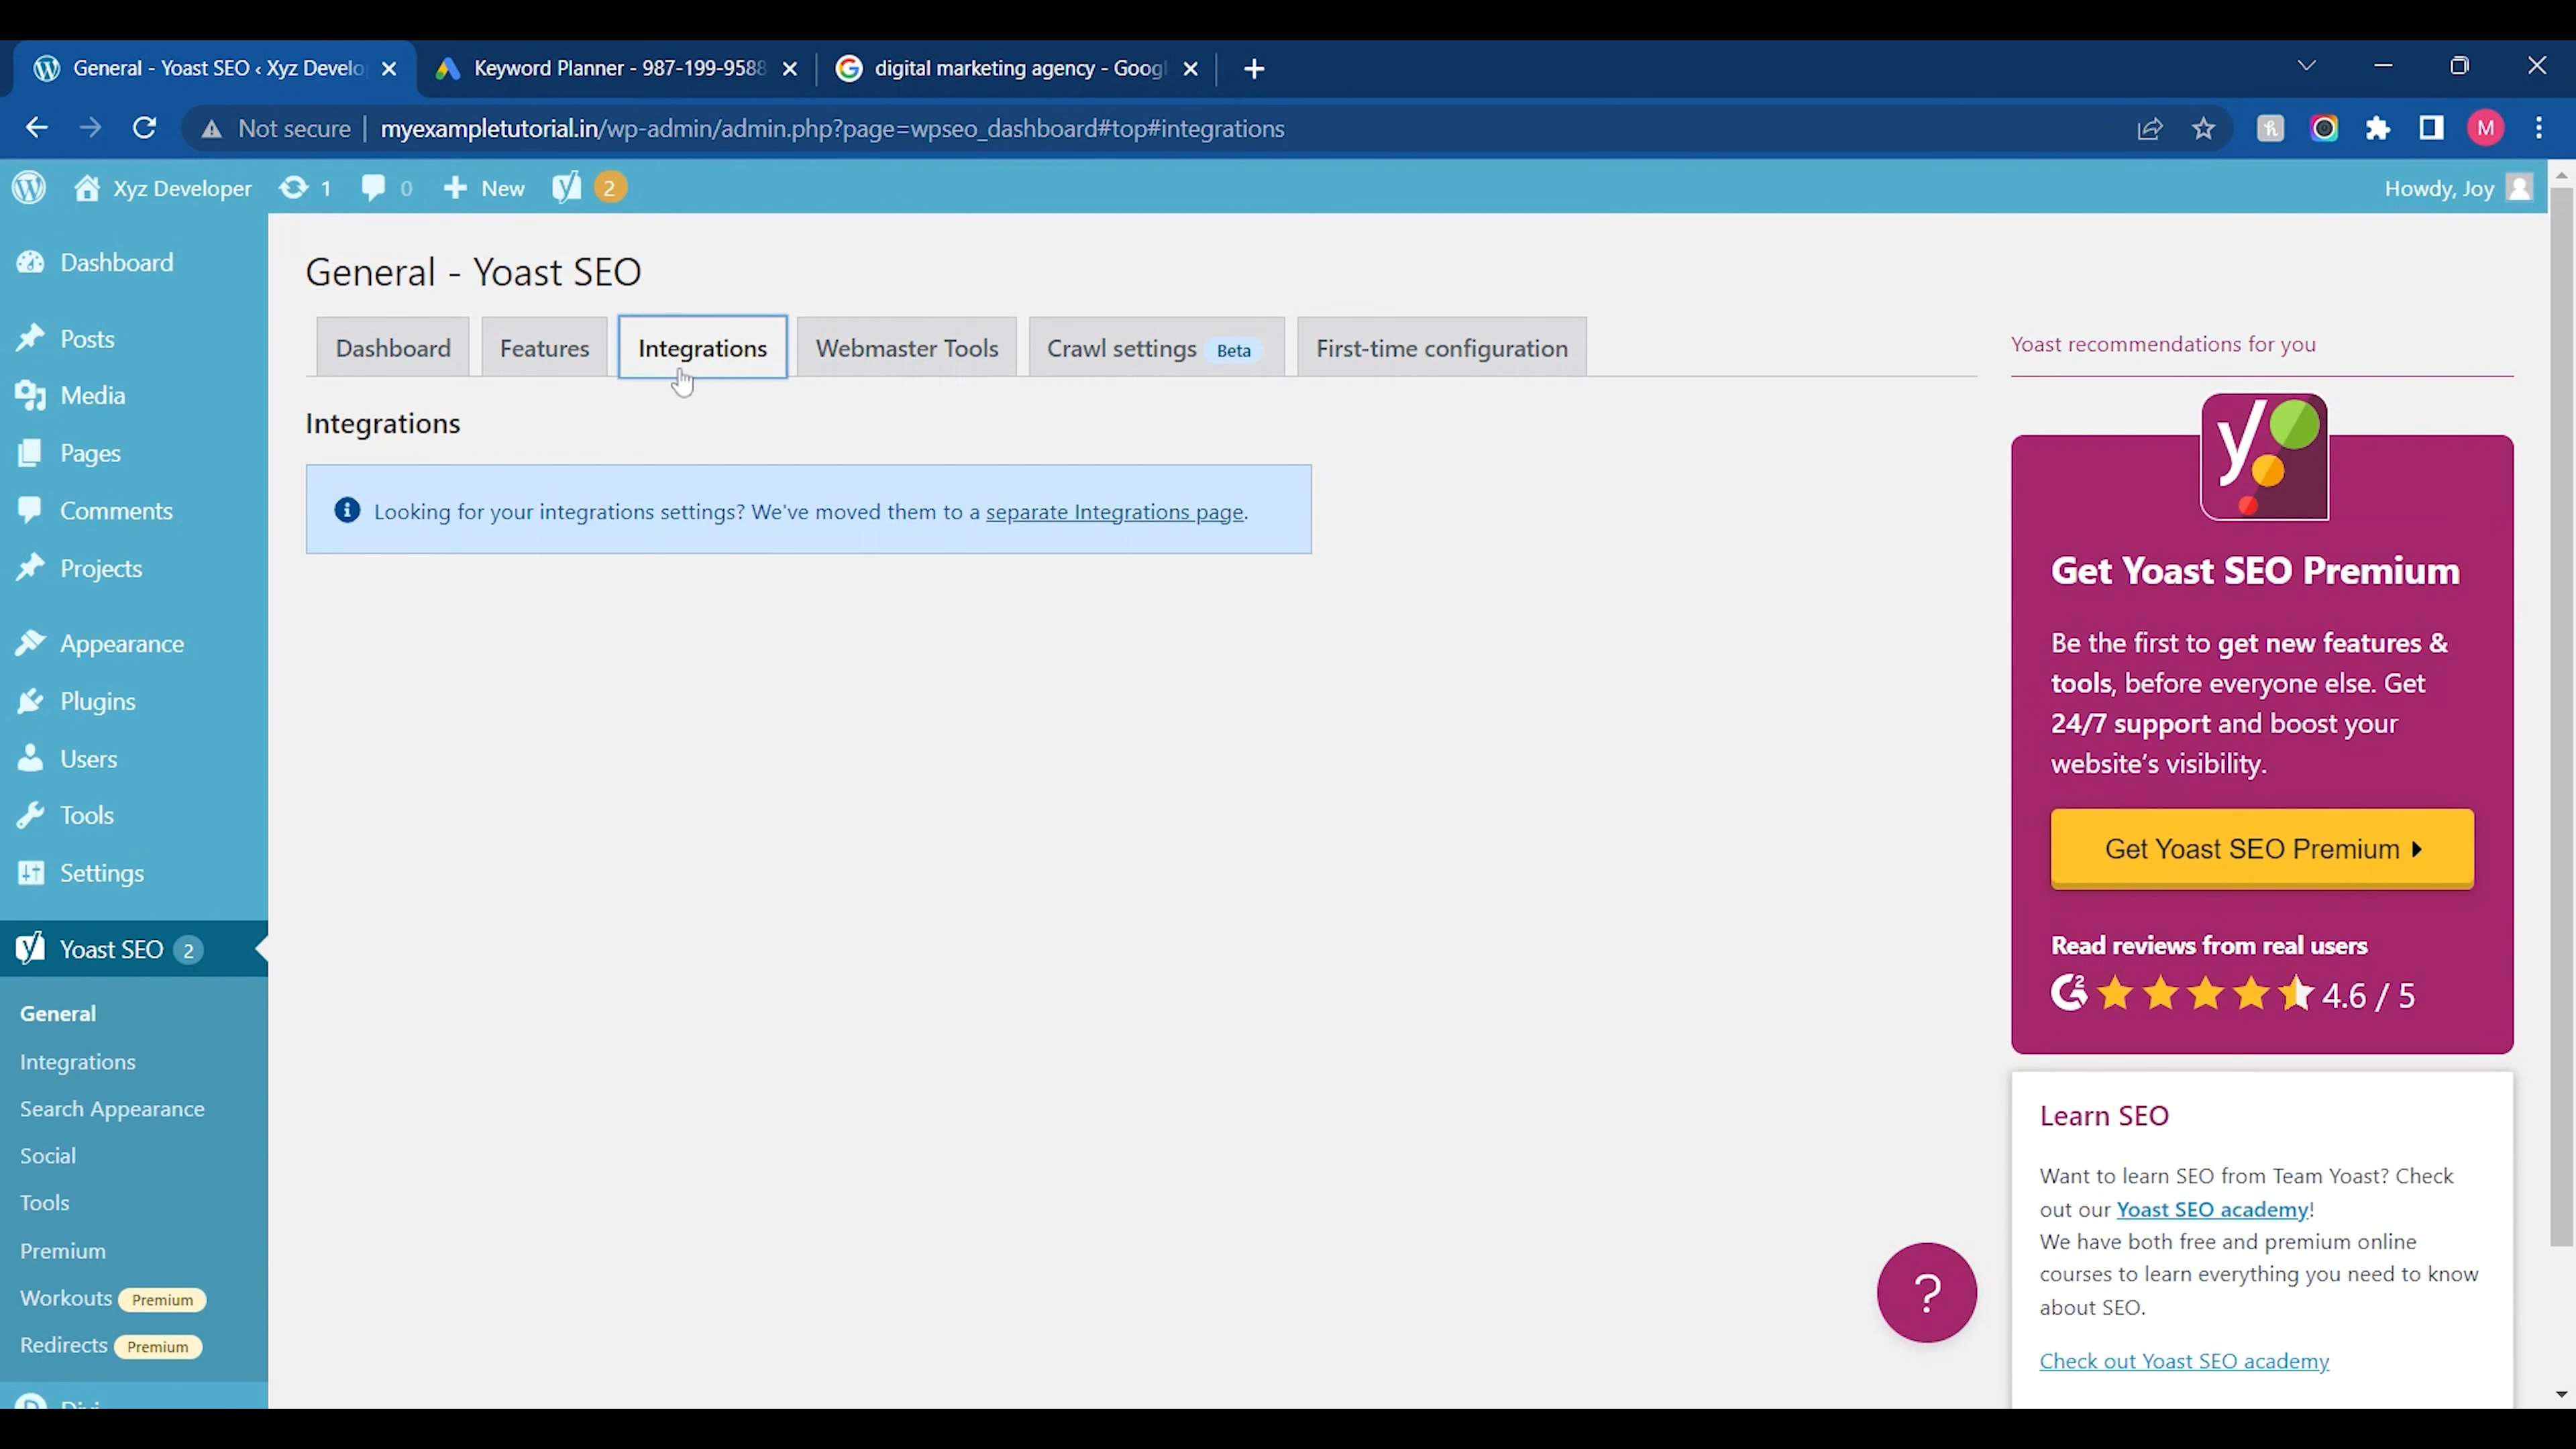 General - Yoast SEO ‹ Xyz Develo
Keyword Planner - 987-199-9588
digital marketing agency - Googl
Not secure
myexampletutorial.in/wp-admin/admin.php?page=wpseo_dashboard#top#integrations
M
Xyz Developer
1
0
New
2
Howdy, Joy
Dashboard
Posts
Media
Pages
Comments
Projects
Appearance
Plugins
Users
Tools
Settings
Yoast SEO 2
General
Integrations
Search Appearance
Social
Tools
Premium
Workouts Premium
Redirects Premium
Divi
General - Yoast SEO
Dashboard
Features
Integrations
Webmaster Tools
Crawl settings Beta
First-time configuration
Integrations
Looking for your integrations settings? We've moved them to a separate Integrations page.
Yoast recommendations for you
Get Yoast SEO Premium
Be the first to get new features &
tools, before everyone else. Get
24/7 support and boost your
website's visibility.
Get Yoast SEO Premium
Read reviews from real users
4.6 / 5
Learn SEO
Want to learn SEO from Team Yoast? Check
out our Yoast SEO academy!
We have both free and premium online
courses to learn everything you need to know
about SEO.
Check out Yoast SEO academy
?